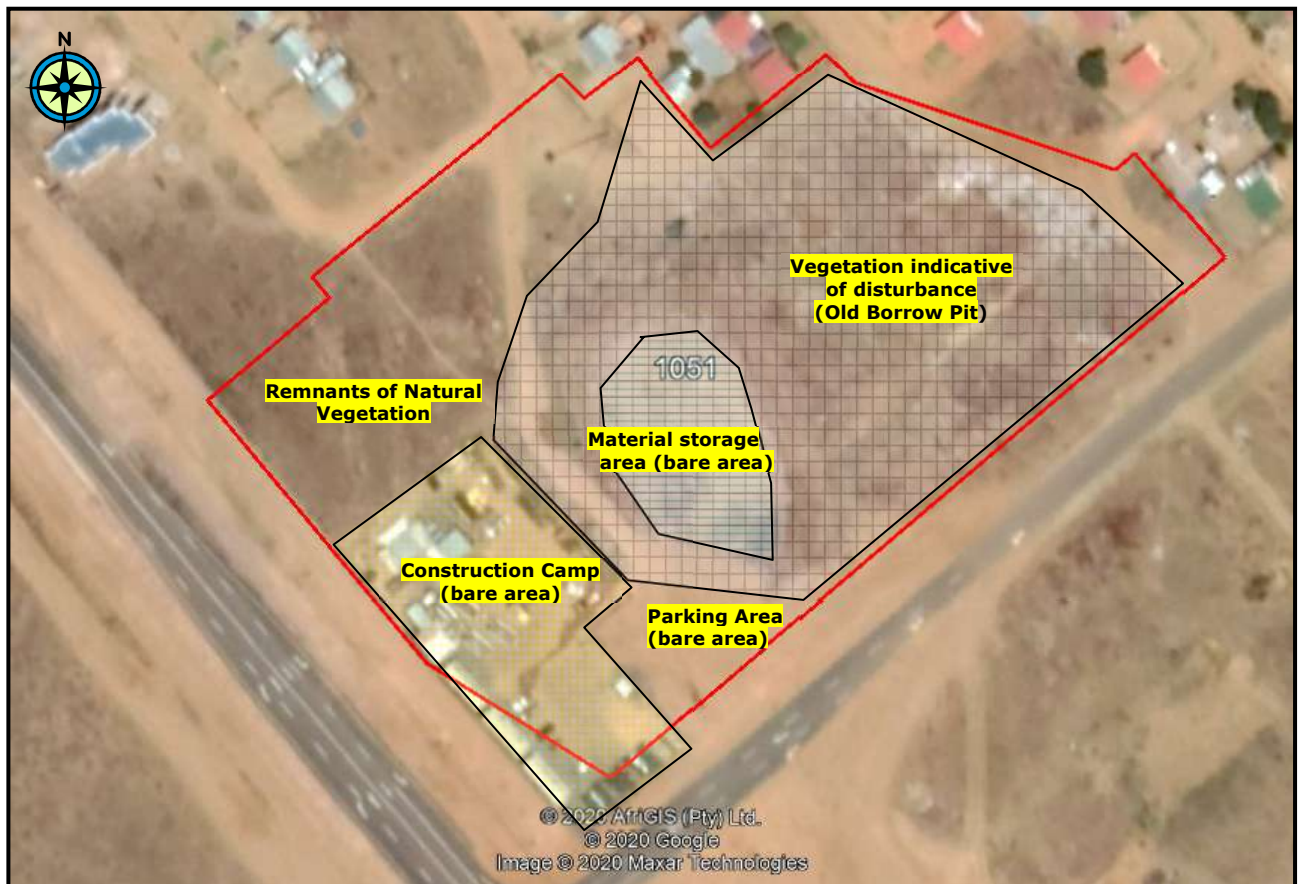 N
Vegetation indicative
of disturbance
(Old Borrow Pit)
1051
Remnants of Natural
Vegetation
Material storage
area (bare area)
Construction Camp
(bare area)
Parking Area
(bare area)
© 2020 AfriGIS (Pty) Ltd.
© 2020 Google
Image © 2020 Maxar Technologies